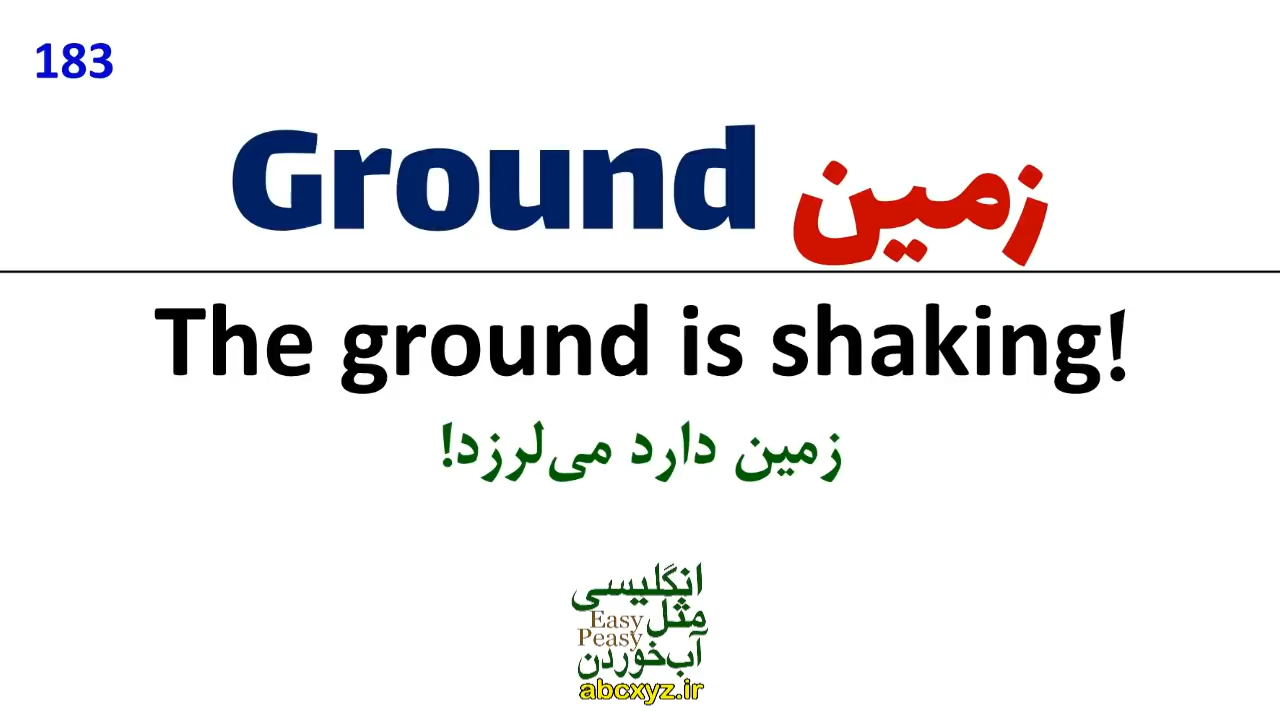 183
Ground زمین
The ground is shaking!
زمین دارد می‌لرزد!
انگلیسی
مثل Easy
Peasy
آب‌خوردن
abcxyz.ir